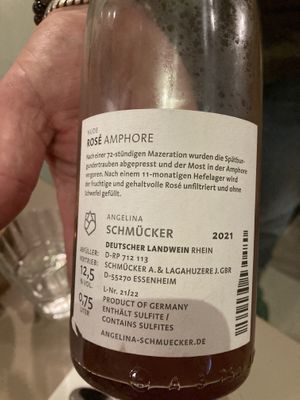 NUDE
ROSÉ AMPHORE
Nach einer 72-stündigen Mazeration wurden die Spätbur-
gundertrauben abgepresst und der Most in der Amphore
vergoren. Nach einem 11-monatigen Hefelager wird
der fruchtige und gehaltvolle Rosé unfiltriert und ohne
Schwefel gefüllt.
ANGELINA
SCHMÜCKER 2021
DEUTSCHER LANDWEIN RHEIN
ABFÜLLER: D-RP 712 113
VERTRIEB: SCHMÜCKER A. & LAGAHUZERE J. GBR
12,5 D-55270 ESSENHEIM
% VOL.
L-Nr. 21/22
0,75 PRODUCT OF GERMANY
LITER ENTHÄLT SULFITE /
CONTAINS SULFITES
ANGELINA-SCHMUECKER.DE